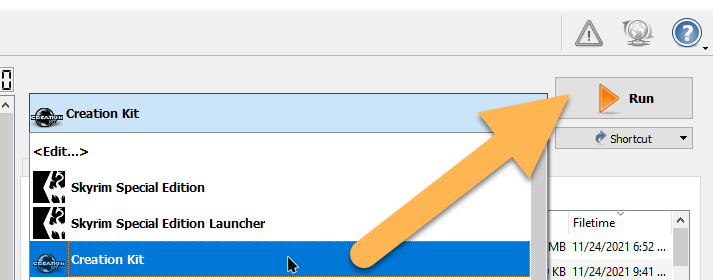 0
Creation Kit
Run
<Edit...>
Shortcut
Skyrim Special Edition
Skyrim Special Edition Launcher
Filetime
Creation Kit
MB 11/24/2021 6:52 ...
KB 11/24/2021 9:41 ...